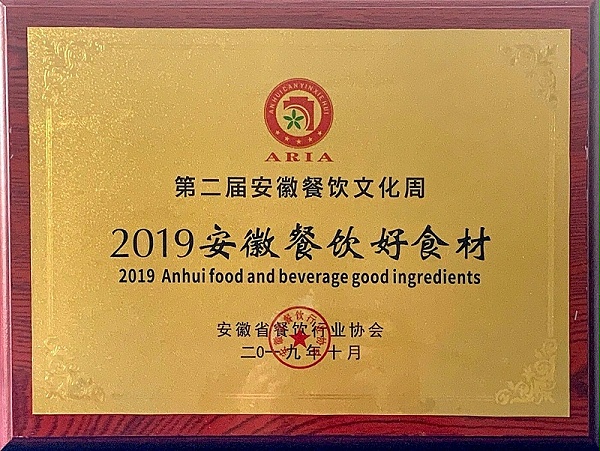 ANHUICANYINXIEHUI
ARIA
第二届安徽餐饮文化周
2019安徽餐饮好食材
2019 Anhui food and beverage good ingredients
安徽省餐饮行业协会
二〇一九年十月